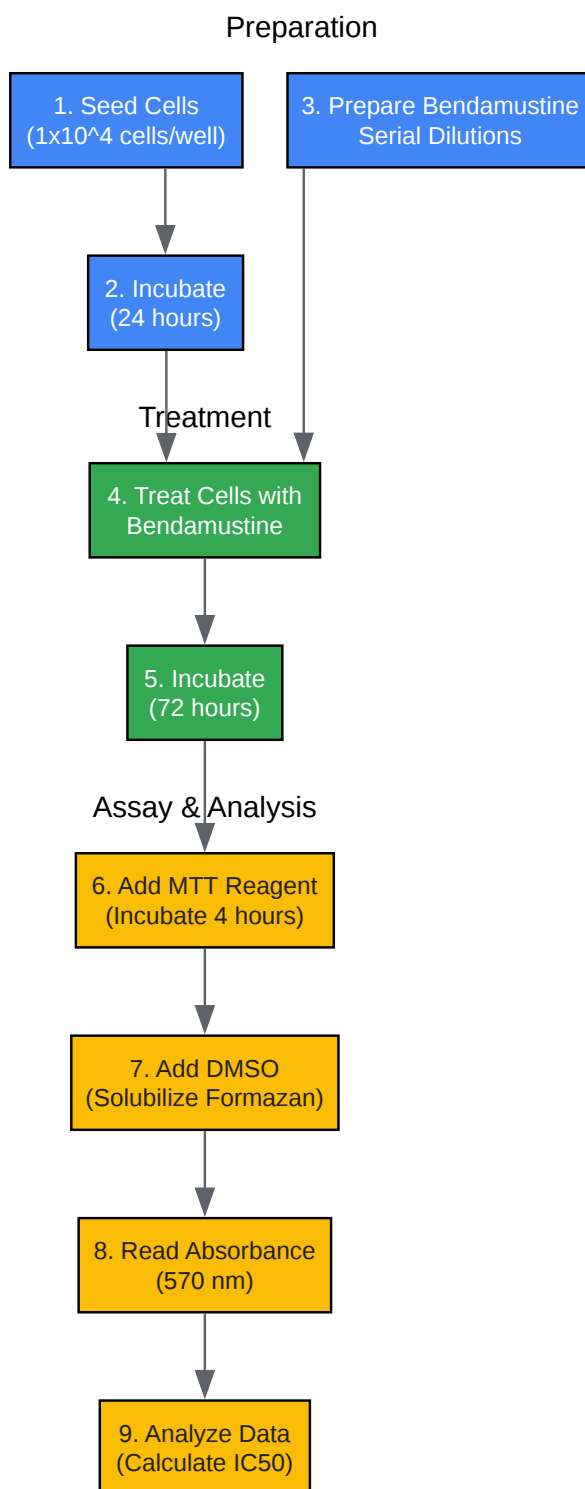 Preparation
1. Seed Cells
(1x10^4 cells/well)
3. Prepare Bendamustine
Serial Dilutions
2. Incubate
(24 hours)
Treatment
4. Treat Cells with
Bendamustine
5. Incubate
(72 hours)
Assay & Analysis
6. Add MTT Reagent
(Incubate 4 hours)
7. Add DMSO
(Solubilize Formazan)
8. Read Absorbance
(570 nm)
9. Analyze Data
(Calculate IC50)